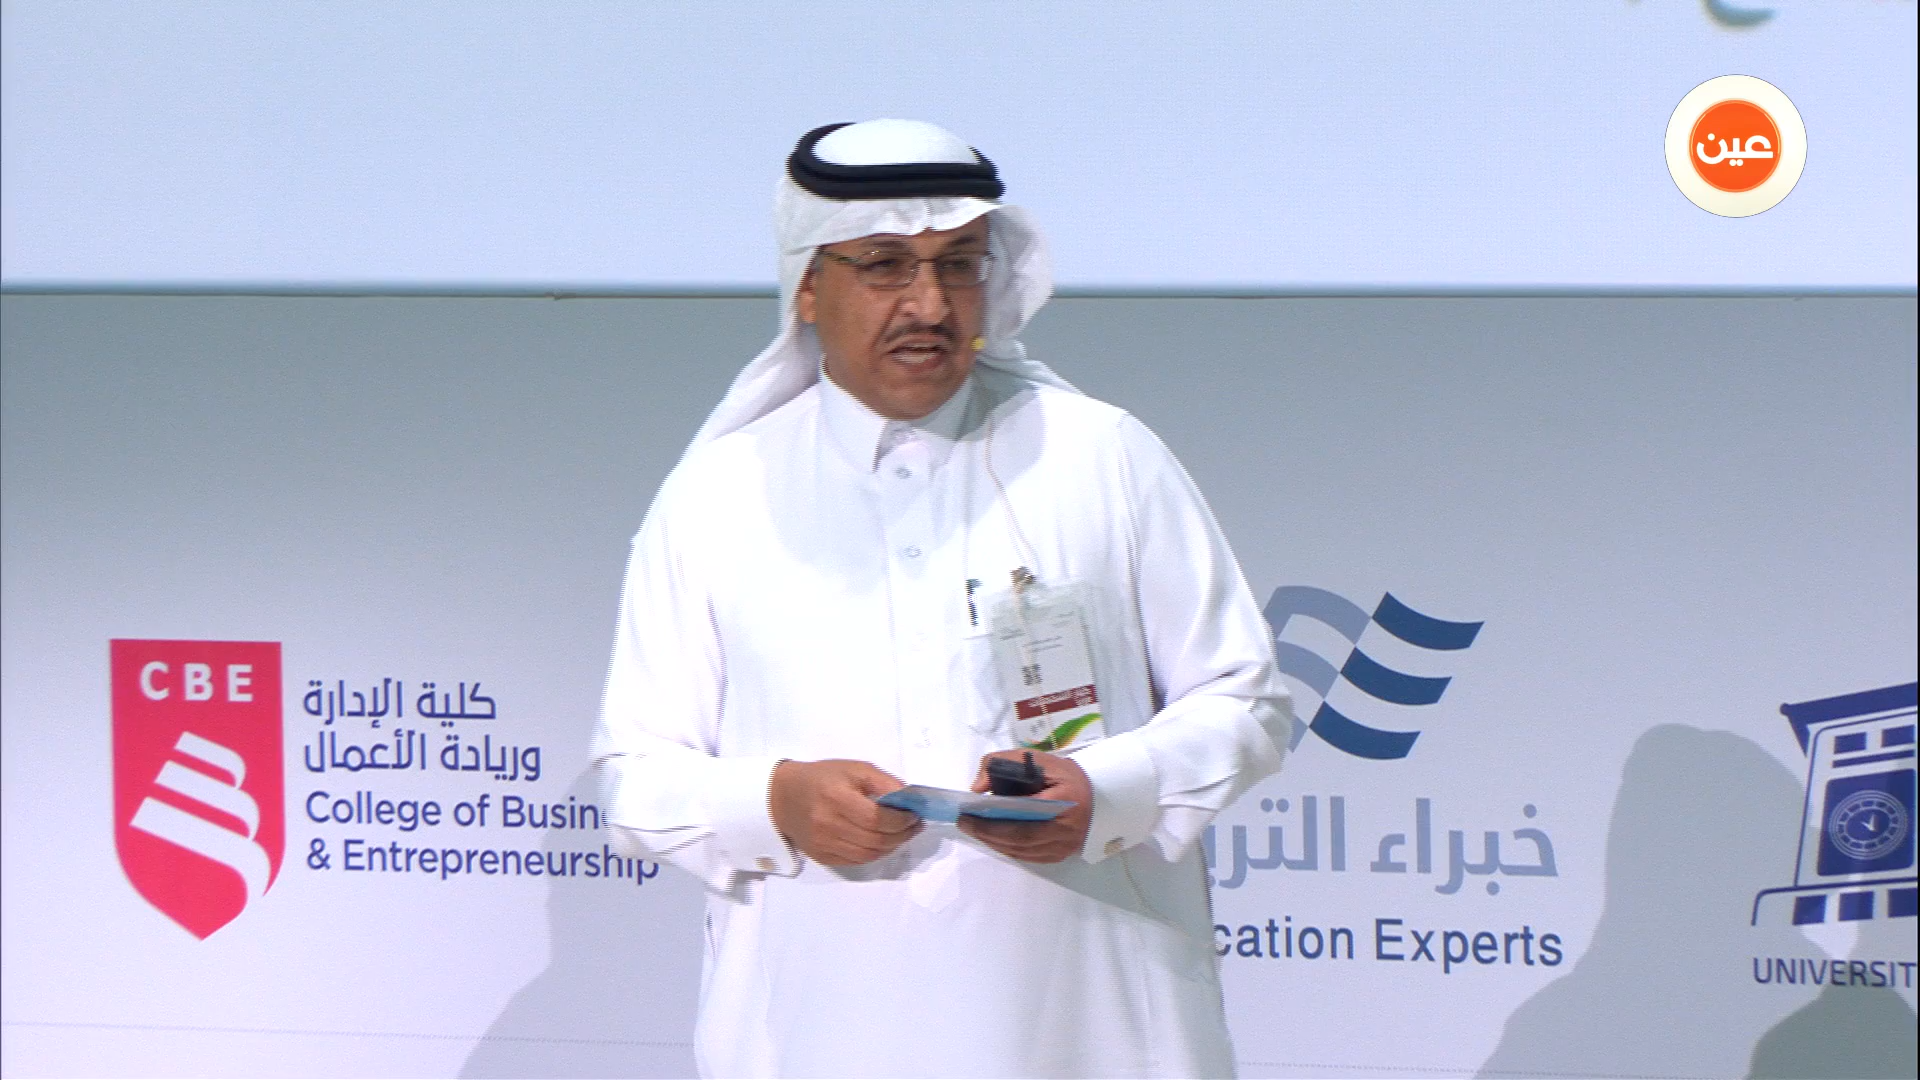 عين
CBE
كلية الإدارة
وريادة الأعمال
College of Busin
& Entrepreneurship
خبراء التر
cation Experts
UNIVERSIT